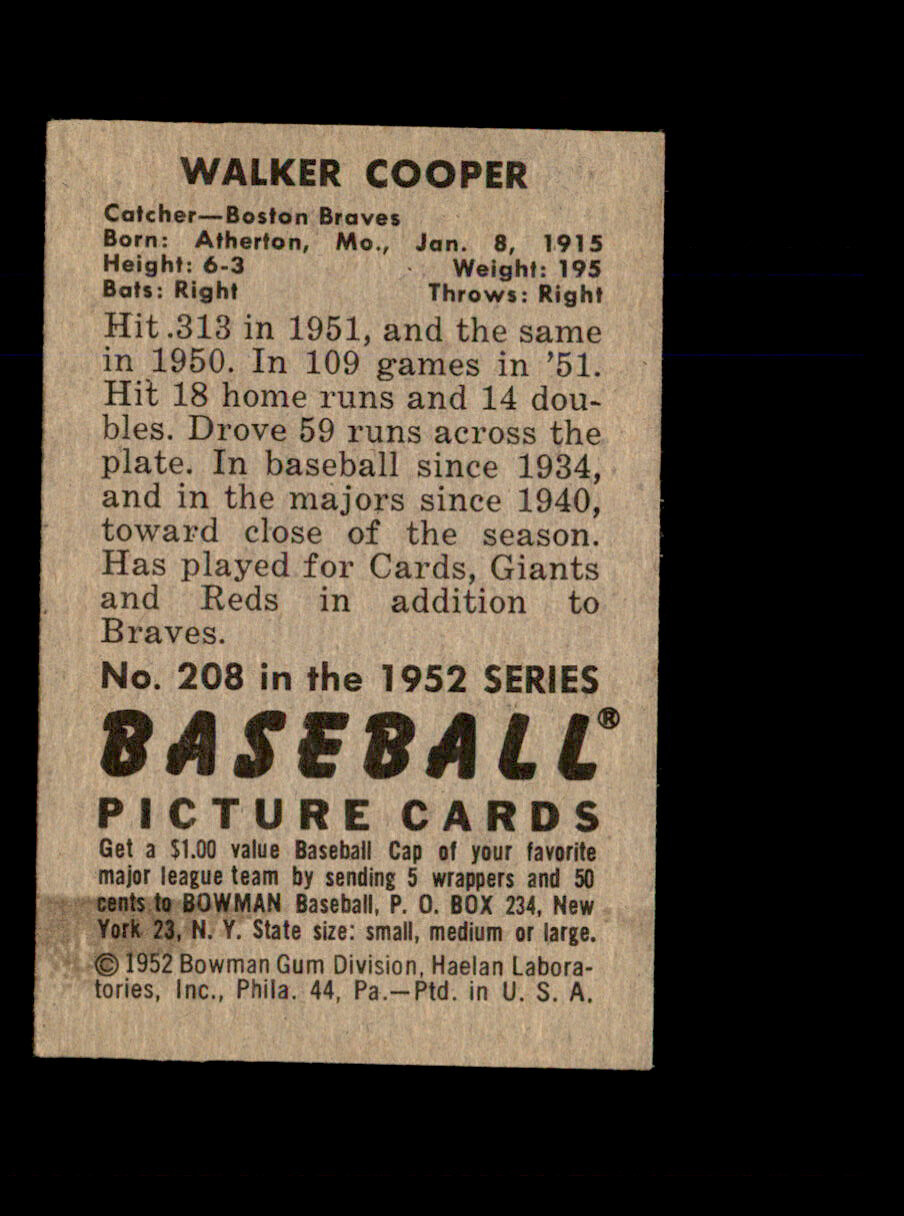 WALKER COOPER
Catcher—Boston Braves
Born: Atherton, Mo., Jan. 8, 1915
Height: 6-3 Weight: 195
Bats: Right Throws: Right
Hit .313 in 1951, and the same
in 1950. In 109 games in ’51.
Hit 18 home runs and 14 dou-
bles. Drove 59 runs across the
plate. In baseball since 1934,
and in the majors since 1940,
toward close of the season.
Has played for Cards, Giants
and Reds in addition to
Braves.
No. 208 in the 1952 SERIES
BASEBALL®
PICTURE CARDS
Get a $1.00 value Baseball Cap of your favorite
major league team by sending 5 wrappers and 50
cents to BOWMAN Baseball, P. O. BOX 234, New
York 23, N. Y. State size: small, medium or large.
© 1952 Bowman Gum Division, Haelan Labora-
tories, Inc., Phila. 44, Pa.—Ptd. in U. S. A.